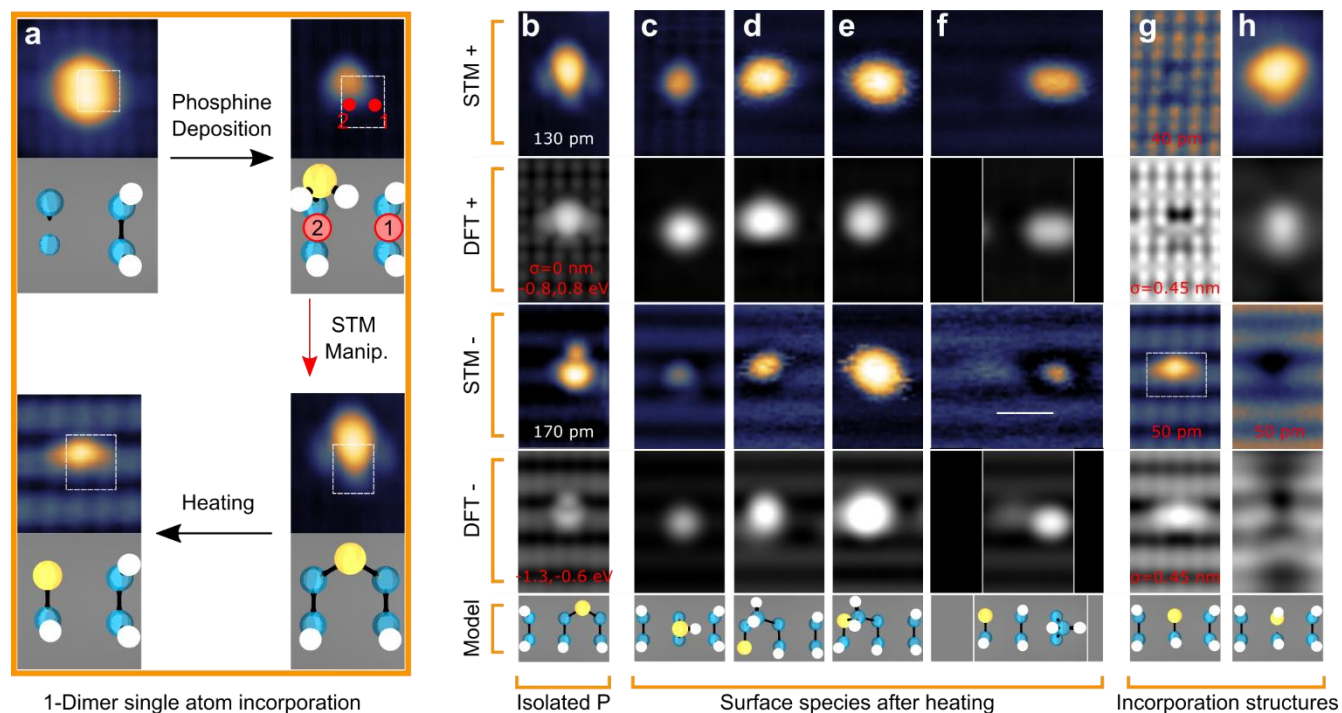 a
Phosphine
Deposition
2 1
2 1
STM
Manip.
Heating
1-Dimer single atom incorporation
b c d e f g h
STM +
130 pm
40 pm
DFT +
σ=0 nm
-0.8,0.8 eV
σ=0.45 nm
STM -
170 pm
50 pm
50 pm
DFT -
-1.3,-0.6 eV
σ=0.45 nm
Model
Isolated P
Surface species after heating
Incorporation structures